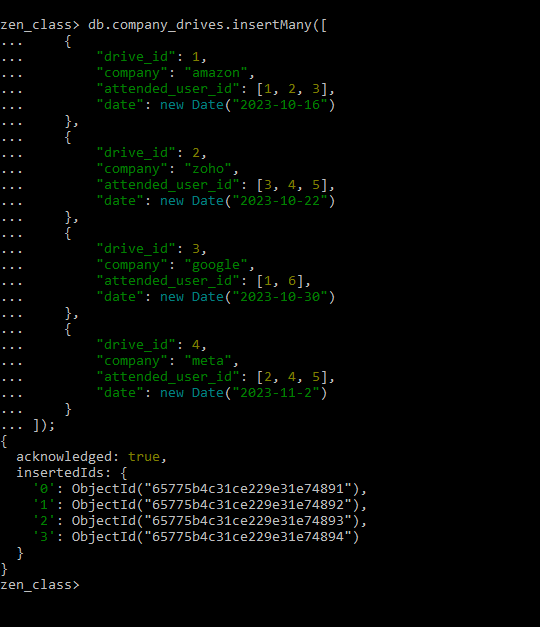 zen_class> db.company_drives.insertMany([
...     {
...         "drive_id": 1,
...         "company": "amazon",
...         "attended_user_id": [1, 2, 3],
...         "date": new Date("2023-10-16")
...     },
...     {
...         "drive_id": 2,
...         "company": "zoho",
...         "attended_user_id": [3, 4, 5],
...         "date": new Date("2023-10-22")
...     },
...     {
...         "drive_id": 3,
...         "company": "google",
...         "attended_user_id": [1, 6],
...         "date": new Date("2023-10-30")
...     },
...     {
...         "drive_id": 4,
...         "company": "meta",
...         "attended_user_id": [2, 4, 5],
...         "date": new Date("2023-11-2")
...     }
... ]);
{
  acknowledged: true,
  insertedIds: {
    '0': ObjectId("65775b4c31ce229e31e74891"),
    '1': ObjectId("65775b4c31ce229e31e74892"),
    '2': ObjectId("65775b4c31ce229e31e74893"),
    '3': ObjectId("65775b4c31ce229e31e74894")
  }
}
zen_class>